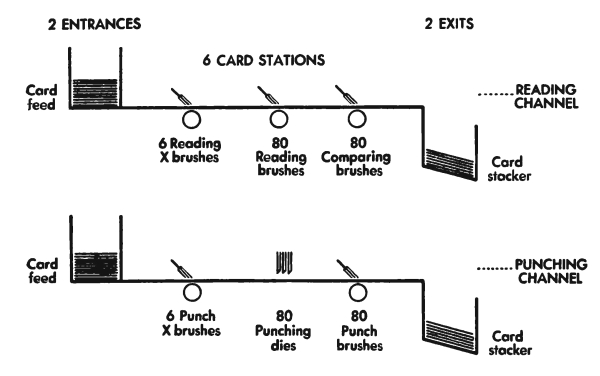 2 ENTRANCES
2 EXITS
6 CARD STATIONS
Card
feed
READING
CHANNEL
6 Reading
X brushes
80
Reading
brushes
80
Comparing
brushes
Card
stacker
Card
feed
PUNCHING
CHANNEL
6 Punch
X brushes
80
Punching
dies
80
Punch
brushes
Card
stacker